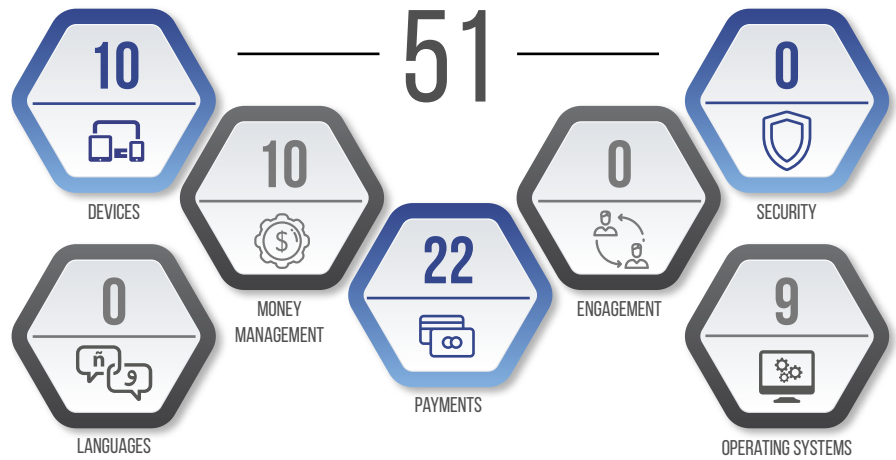 51
10
DEVICES
10
MONEY
MANAGEMENT
22
PAYMENTS
0
ENGAGEMENT
0
SECURITY
0
ñ
و
LANGUAGES
$
9
OPERATING SYSTEMS